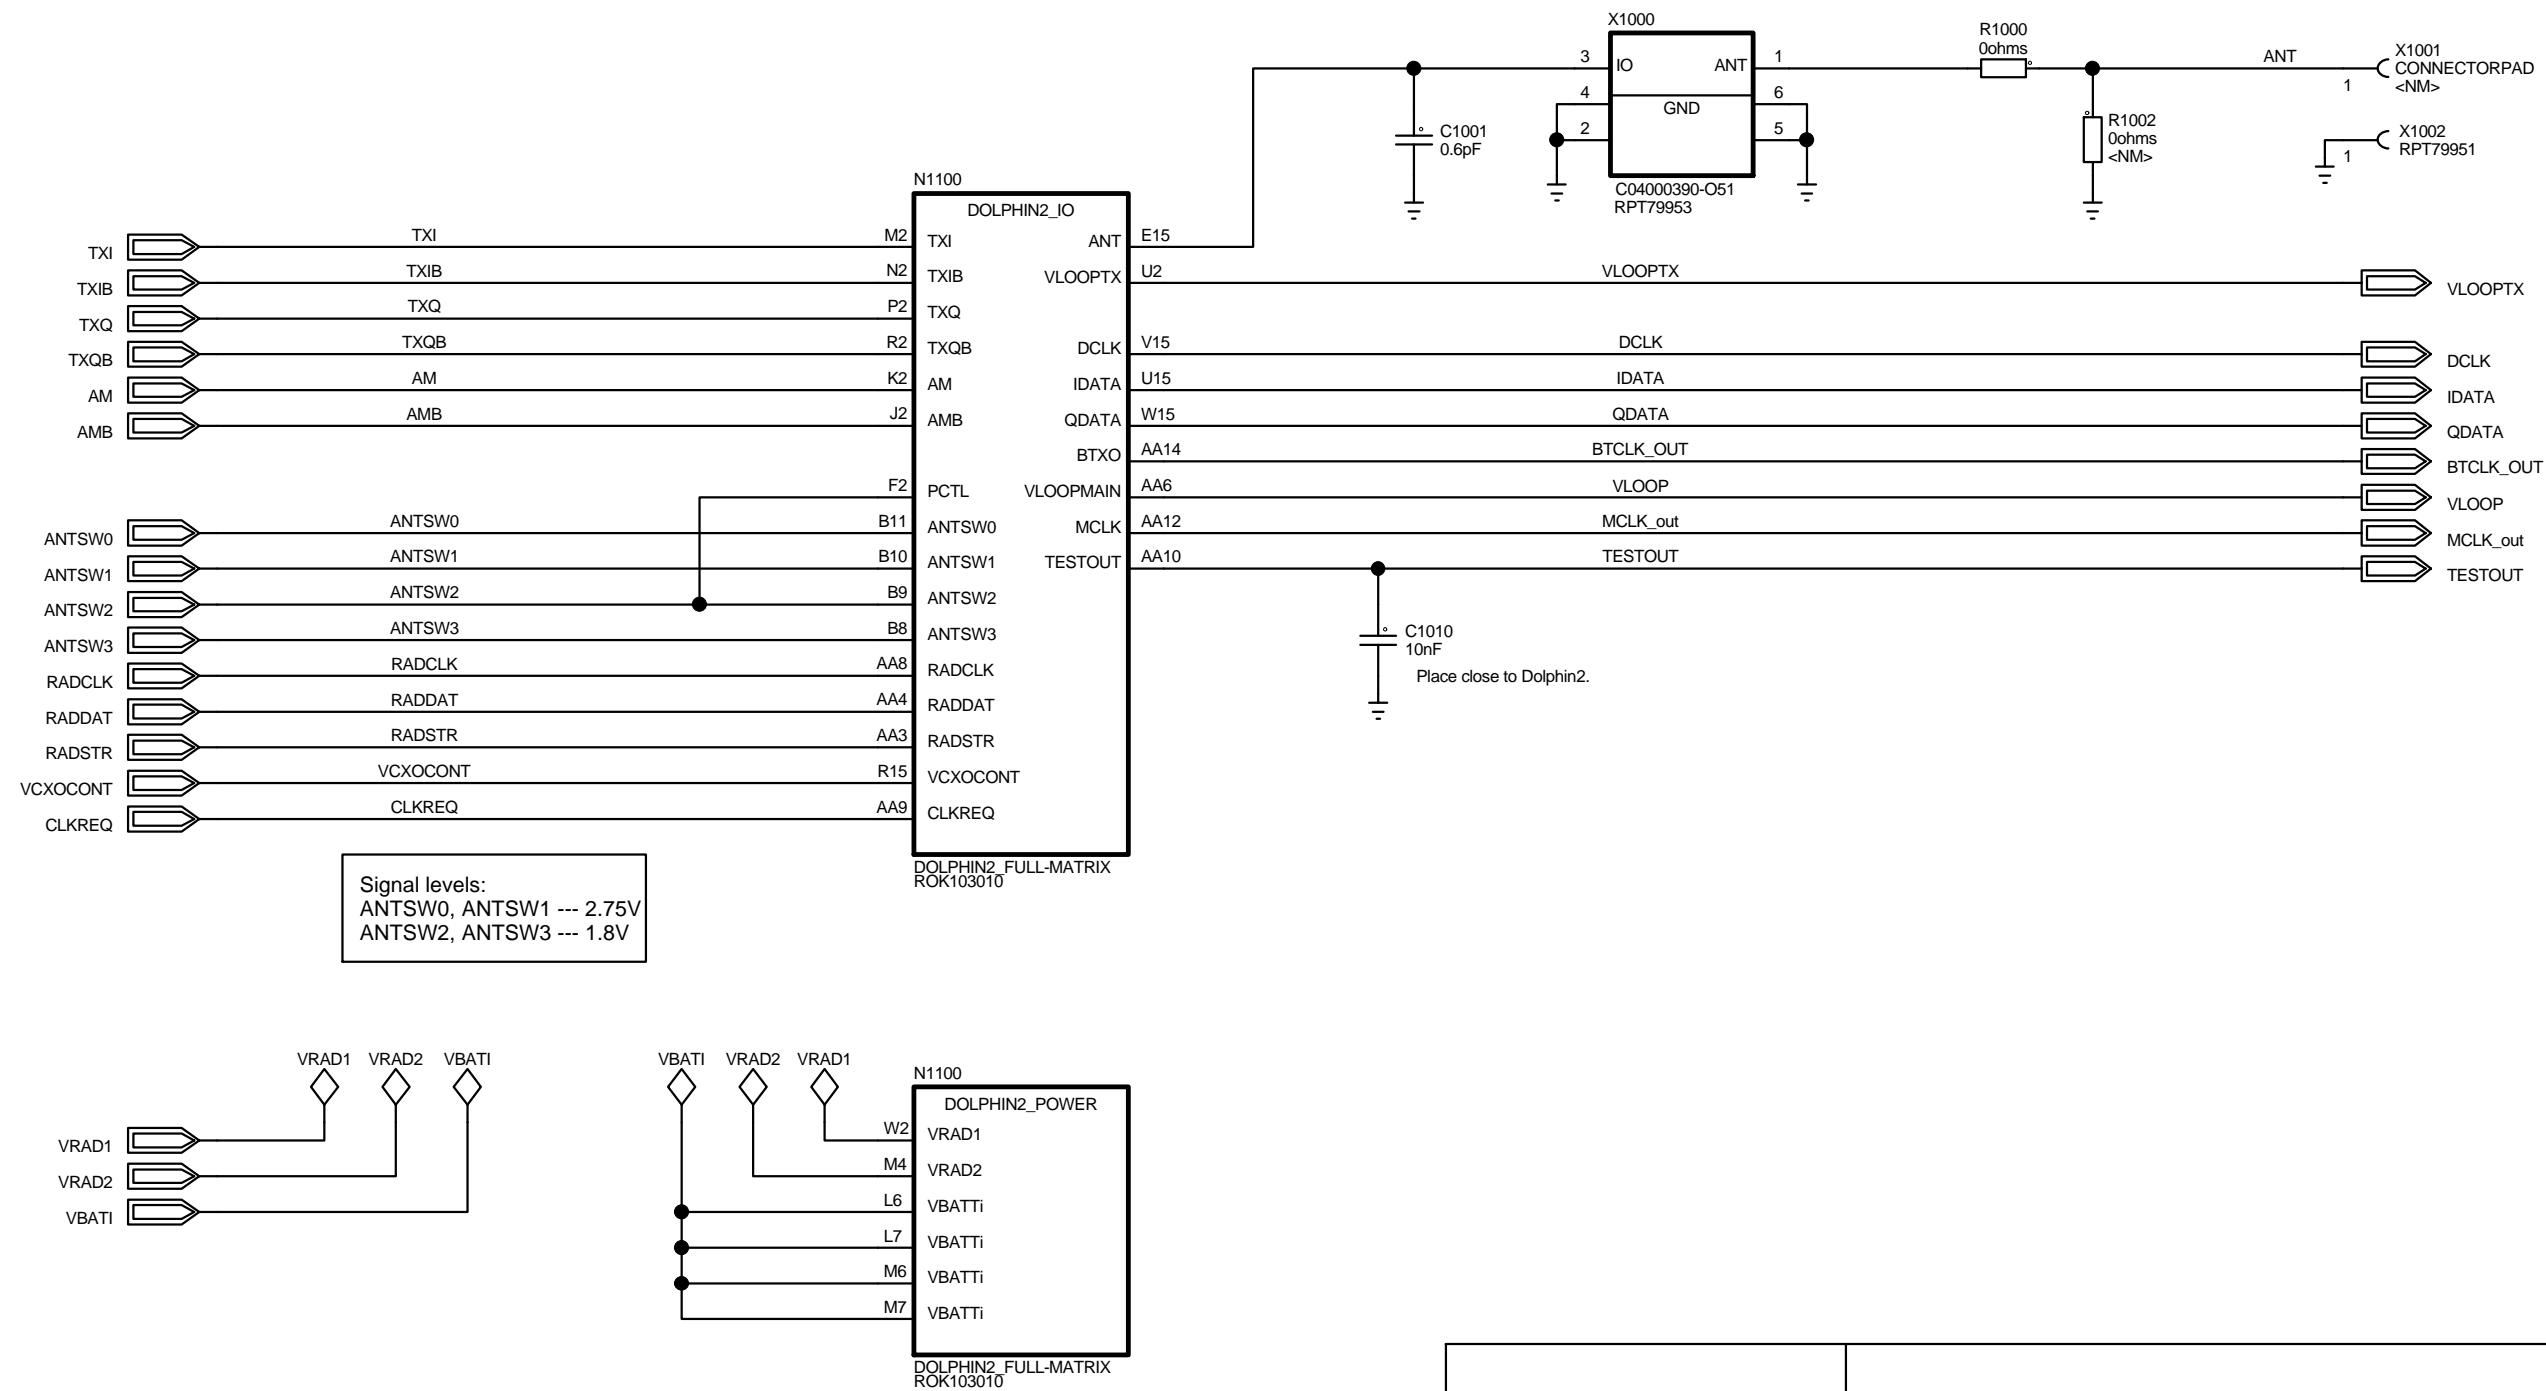 X1000
3 IO ANT 1
4 GND 6
2 5
C04000390-O51
RPT79953
R1000
0ohms
ANT
X1001
1 CONNECTORPAD
<NM>
C1001
0.6pF
R1002
0ohms
<NM>
X1002
1 RPT79951
N1100
DOLPHIN2_IO
TXI TXI M2 TXI ANT E15
TXIB TXIB N2 TXIB VLOOPTX U2 VLOOPTX VLOOPTX
TXQ TXQ P2 TXQ
TXQB TXQB R2 TXQB DCLK V15 DCLK DCLK
AM AM K2 AM IDATA U15 IDATA IDATA
AMB AMB J2 AMB QDATA W15 QDATA QDATA
BTXO AA14 BTCLK_OUT BTCLK_OUT
F2 PCTL VLOOPMAIN AA6 VLOOP VLOOP
ANTSW0 ANTSW0 B11 ANTSW0 MCLK AA12 MCLK_out MCLK_out
ANTSW1 ANTSW1 B10 ANTSW1 TESTOUT AA10 TESTOUT TESTOUT
ANTSW2 ANTSW2 B9 ANTSW2
ANTSW3 ANTSW3 B8 ANTSW3
RADCLK RADCLK AA8 RADCLK
RADDAT RADDAT AA4 RADDAT
RADSTR RADSTR AA3 RADSTR
VCXOCONT VCXOCONT R15 VCXOCONT
CLKREQ CLKREQ AA9 CLKREQ
DOLPHIN2_FULL-MATRIX
ROK103010
C1010
10nF
Place close to Dolphin2.
Signal levels:
ANTSW0, ANTSW1 --- 2.75V
ANTSW2, ANTSW3 --- 1.8V
VRAD1 VRAD2 VBATI
VRAD1
VRAD2
VBATI
VBATI VRAD2 VRAD1
N1100
DOLPHIN2_POWER
W2 VRAD1
M4 VRAD2
L6 VBATTi
L7 VBATTi
M6 VBATTi
M7 VBATTi
DOLPHIN2_FULL-MATRIX
ROK103010